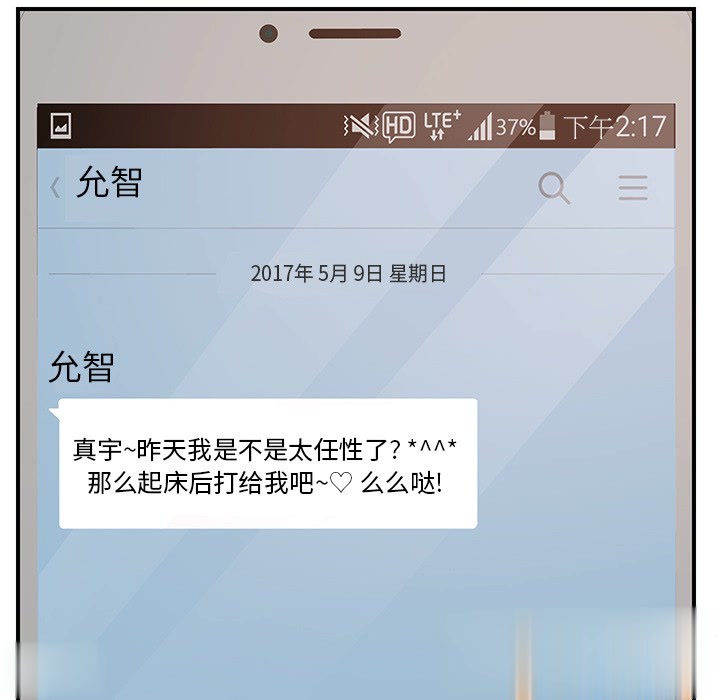 HD LTE+ 37% 下午2:17
允智
2017年 5月 9日 星期日
允智
真宇~昨天我是不是太任性了? *^^*
那么起床后打给我吧~♡ 么么哒!